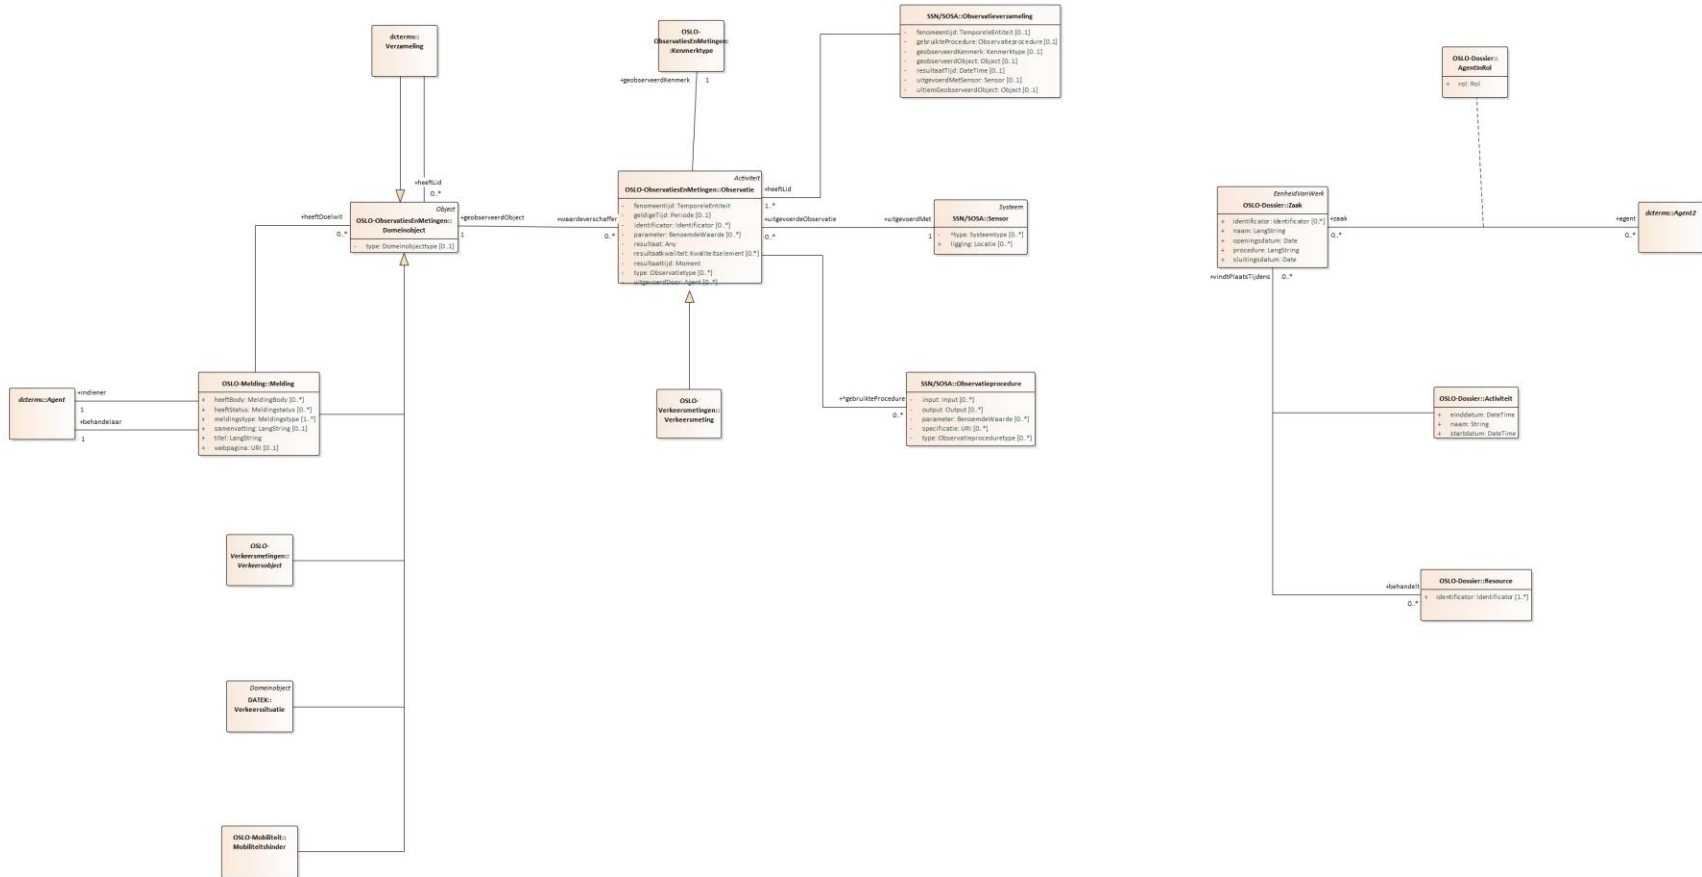 dcterms::
Verzameling
OSLO-
ObservatiesEnMetingen:
:Kenmerktype
+geobserveerdKenmerk 1
SSN/SOSA::Observatieverzameling
- fenomeentijd: TemporeleEntiteit [0..1]
- gebruikteProcedure: Observatieprocedure [0..1]
- geobserveerdKenmerk: Kenmerktype [0..1]
- geobserveerdObject: Object [0..1]
- resultaatTijd: DateTime [0..1]
- uitgevoerdMetSensor: Sensor [0..1]
- ultiemGeobserveerdObject: Object [0..1]
OSLO-Dossier::
AgentInRol
+ rol: Rol
+heeftLid
0..*
Object
OSLO-ObservatiesEnMetingen::
Domeinobject
- type: Domeinobjecttype [0..1]
+heeftDoelwit
0..*
+geobserveerdObject
1
+waardeverschaffer
0..*
Activiteit
OSLO-ObservatiesEnMetingen::Observatie
- fenomeentijd: TemporeleEntiteit
- geldigeTijd: Periode [0..1]
- identificator: Identificator [0..*]
- parameter: BenoemdeWaarde [0..*]
- resultaat: Any
- resultaatkwaliteit: Kwaliteitselement [0..*]
- resultaattijd: Moment
- type: Observatietype [0..*]
- uitgevoerdDoor: Agent [0..*]
+heeftLid
1..*
+uitgevoerdeObservatie
0..*
+uitgevoerdMet
1
Systeem
SSN/SOSA::Sensor
- ^type: Systeemtype [0..*]
+ ligging: Locatie [0..*]
EenheidVanWerk
OSLO-Dossier::Zaak
+ identificator: Identificator [0..*]
+ naam: LangString
+ openingsdatum: Date
+ procedure: LangString
+ sluitingsdatum: Date
+zaak
0..*
+agent
0..*
dcterms::Agent2
+vindtPlaatsTijdens 0..*
dcterms::Agent
+indiener
1
+behandelaar
1
OSLO-Melding::Melding
+ heeftBody: MeldingBody [0..*]
+ heeftStatus: Meldingstatus [0..*]
+ meldingstype: Meldingstype [1..*]
+ samenvatting: LangString [0..1]
+ titel: LangString
+ webpagina: URI [0..1]
OSLO-
Verkeersmetingen::
Verkeersmeting
+^gebruikteProcedure
0..*
SSN/SOSA::Observatieprocedure
- input: Input [0..*]
- output: Output [0..*]
- parameter: BenoemdeWaarde [0..*]
- specificatie: URI [0..*]
- type: Observatieproceduretype [0..*]
OSLO-Dossier::Activiteit
+ einddatum: DateTime
+ naam: String
+ startdatum: DateTime
OSLO-
Verkeersmetingen::
Verkeersobject
+behandelt
0..*
OSLO-Dossier::Resource
+ identificator: Identificator [1..*]
Domeinobject
DATEX::
Verkeerssituatie
OSLO-Mobiliteit::
Mobiliteitshinder